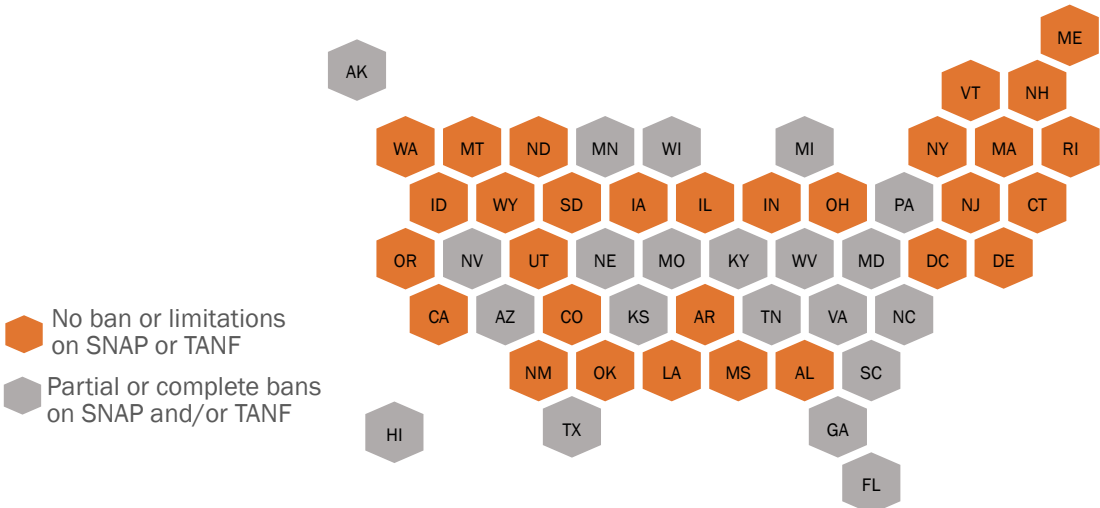 ME
AK
VT NH
WA MT ND MN WI MI NY MA RI
ID WY SD IA IL IN OH PA NJ CT
OR NV UT NE MO KY WV MD DC DE
CA AZ CO KS AR TN VA NC
NM OK LA MS AL SC
HI TX GA
FL
No ban or limitations
on SNAP or TANF
Partial or complete bans
on SNAP and/or TANF